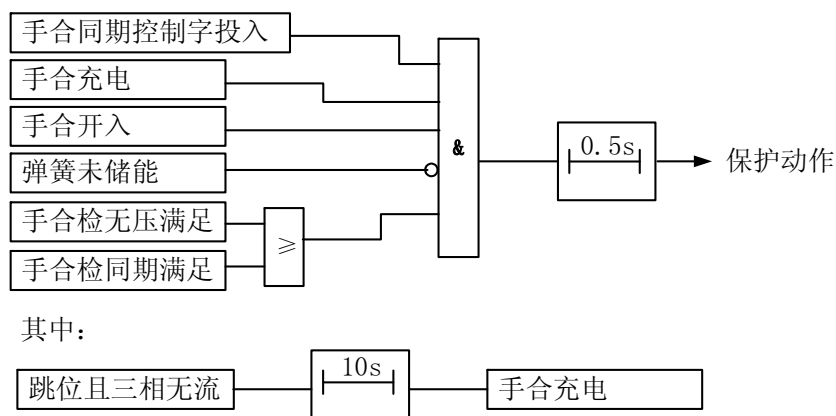 手合同期控制字投入
手合充电
手合开入
弹簧未储能
手合检无压满足
手合检同期满足
≥
&
0.5s
保护动作
其中：
跳位且三相无流
10s
手合充电